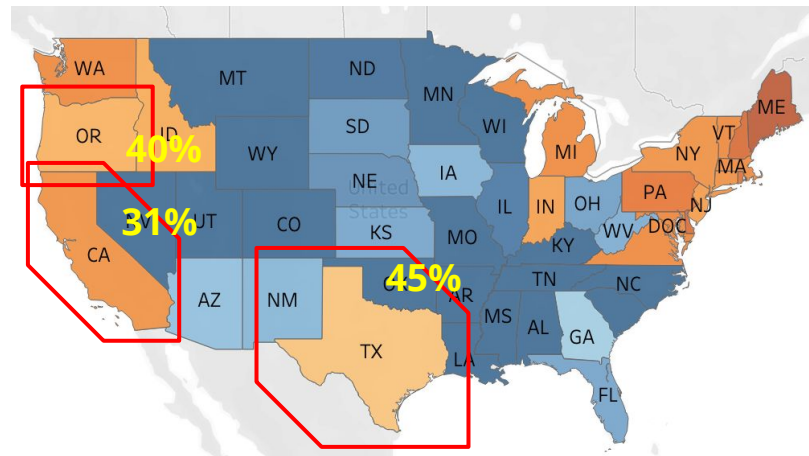 WA
MT
ND
MN
ME
OR
ID
SD
WI
VT
40%
WY
MI
NY
MA
IA
NE
United
States
PA
NJ
31%
UT
CO
IL
IN
OH
DOC
KS
MO
WV
KY
CA
45%
AZ
NM
AR
TN
NC
MS
AL
GA
TX
LA
FL